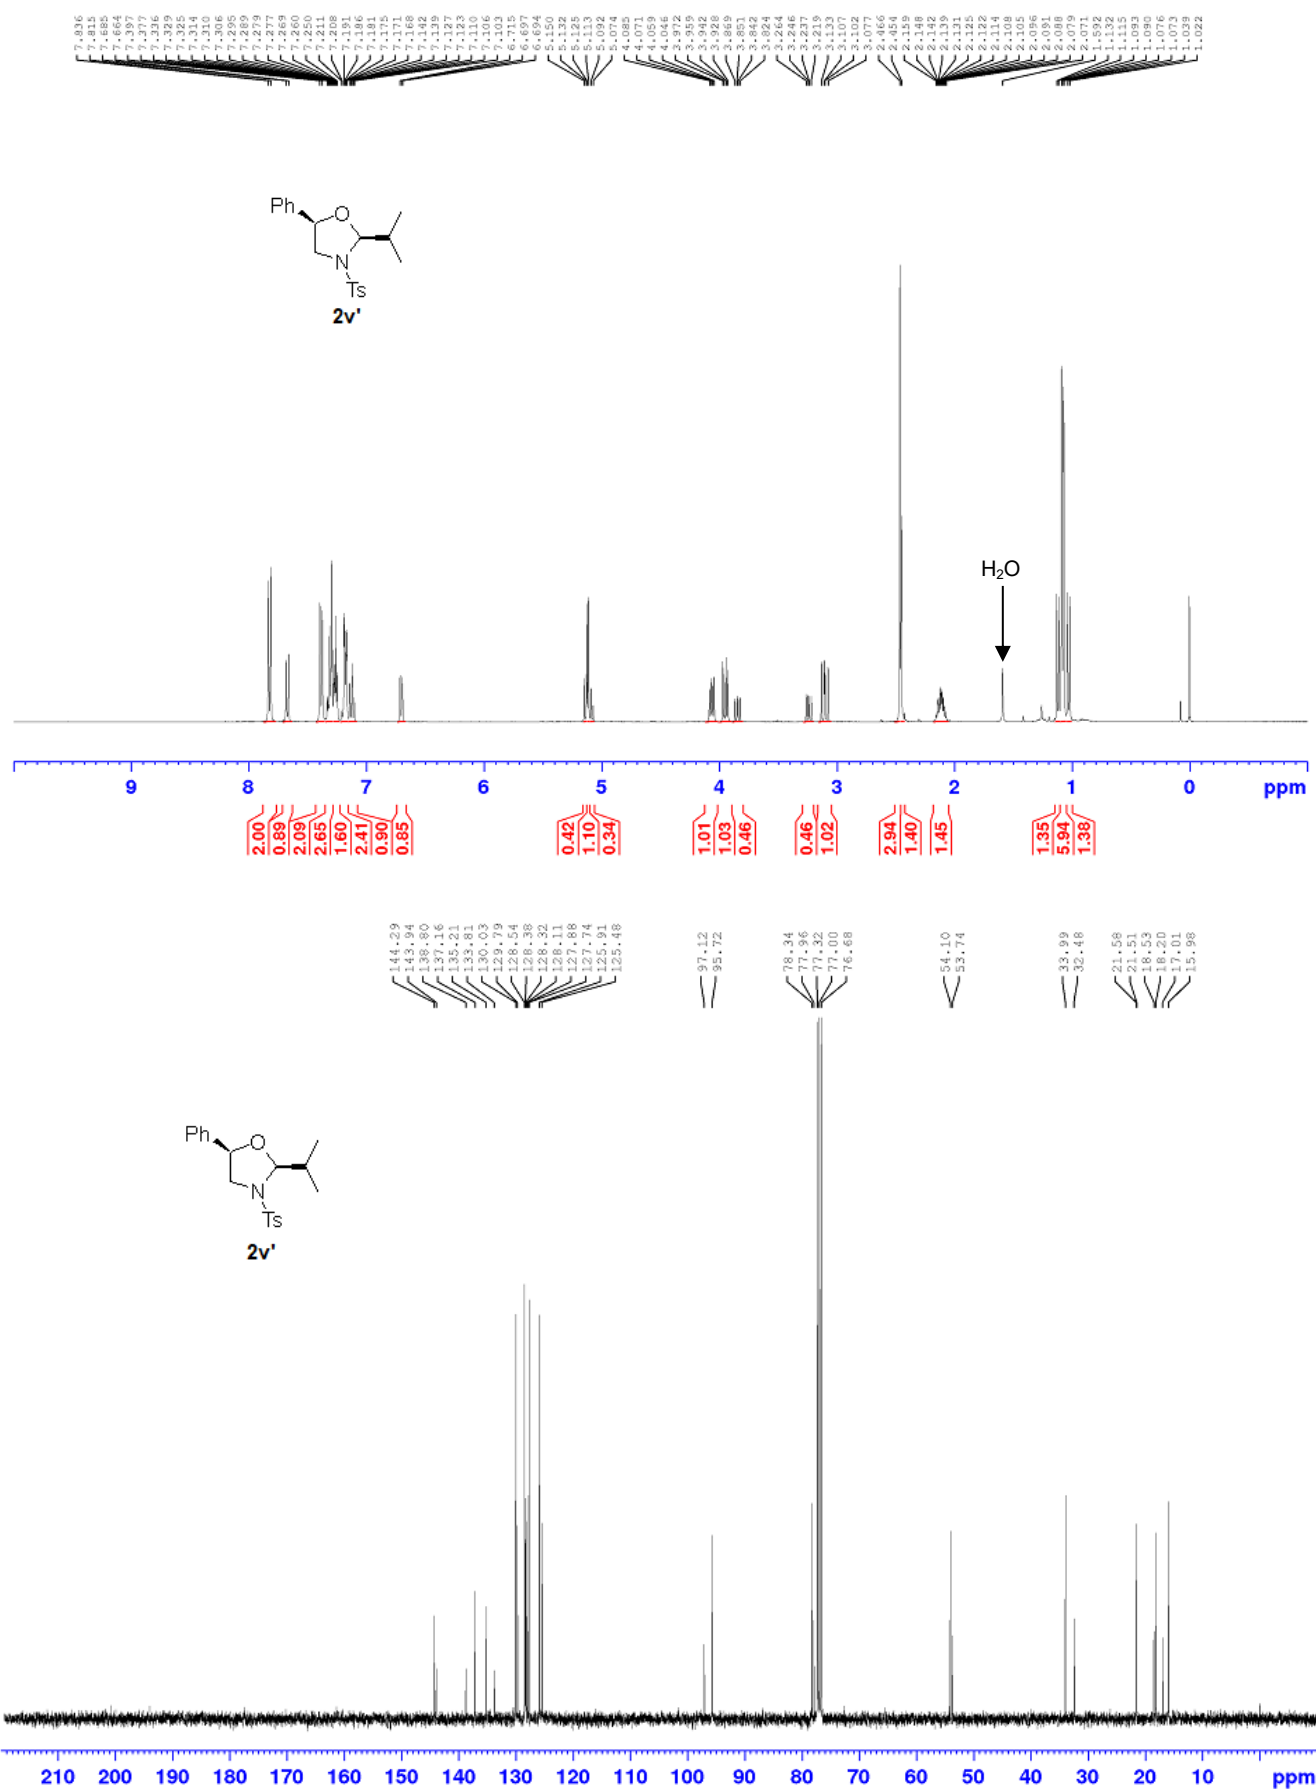 7.836 7.815 7.685 7.664 7.397 7.377 7.336 7.329 7.325 7.314 7.310 7.306 7.295 7.289 7.279 7.277 7.269 7.260 7.250 7.211 7.208 7.191 7.186 7.181 7.175 7.171 7.168 7.142 7.139 7.127 7.123 7.110 7.106 7.103 6.715 6.697 6.694 5.150 5.132 5.125 5.113 5.092 5.074 4.085 4.071 4.059 4.046 3.972 3.959 3.942 3.928 3.869 3.851 3.842 3.824 3.264 3.246 3.237 3.219 3.133 3.107 3.102 3.077 2.466 2.454 2.159 2.148 2.142 2.139 2.131 2.125 2.122 2.114 2.108 2.105 2.096 2.091 2.088 2.079 2.071 1.592 1.132 1.115 1.093 1.090 1.076 1.073 1.039 1.022
Ph O
N
Ts
2v'
H₂O
9 8 7 6 5 4 3 2 1 0 ppm
2.00 0.89 2.09 2.65 1.60 2.41 0.90 0.85 0.42 1.10 0.34 1.01 1.03 0.46 0.46 1.02 2.94 1.40 1.45 1.35 5.94 1.38
144.29 143.94 138.80 137.16 135.21 133.81 130.03 129.79 128.54 128.38 128.32 128.11 127.88 127.74 125.91 125.48 97.12 95.72 78.34 77.96 77.32 77.00 76.68 54.10 53.74 33.99 32.48 21.58 21.51 18.53 18.20 17.01 15.98
Ph O
N
Ts
2v'
210 200 190 180 170 160 150 140 130 120 110 100 90 80 70 60 50 40 30 20 10 ppm